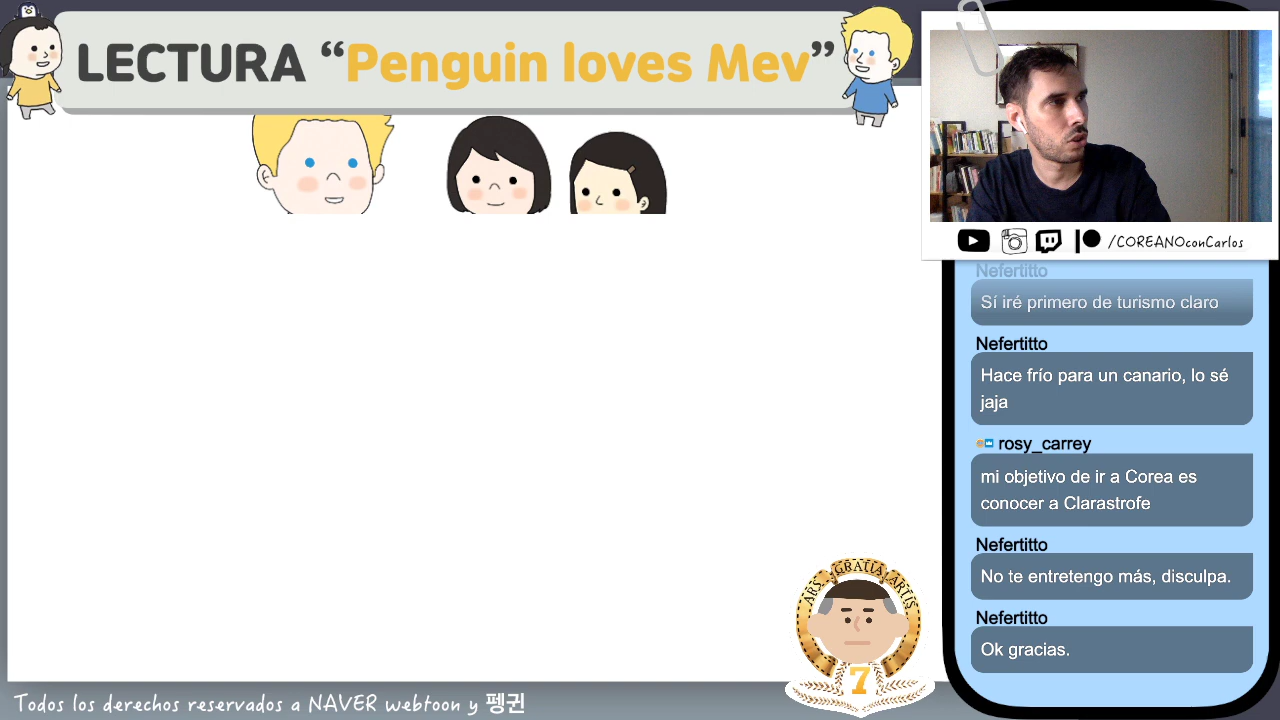 LECTURA “Penguin loves Mev”
/COREANOconCarlos
Nefertitto
Sí iré primero de turismo claro
Nefertitto
Hace frío para un canario, lo sé
jaja
rosy_carrey
mi objetivo de ir a Corea es
conocer a Clarastrofe
Nefertitto
No te entretengo más, disculpa.
Nefertitto
Ok gracias.
ARS GRATIA ARTIS
7
Todos los derechos reservados a NAVER webtoon y 펭귄